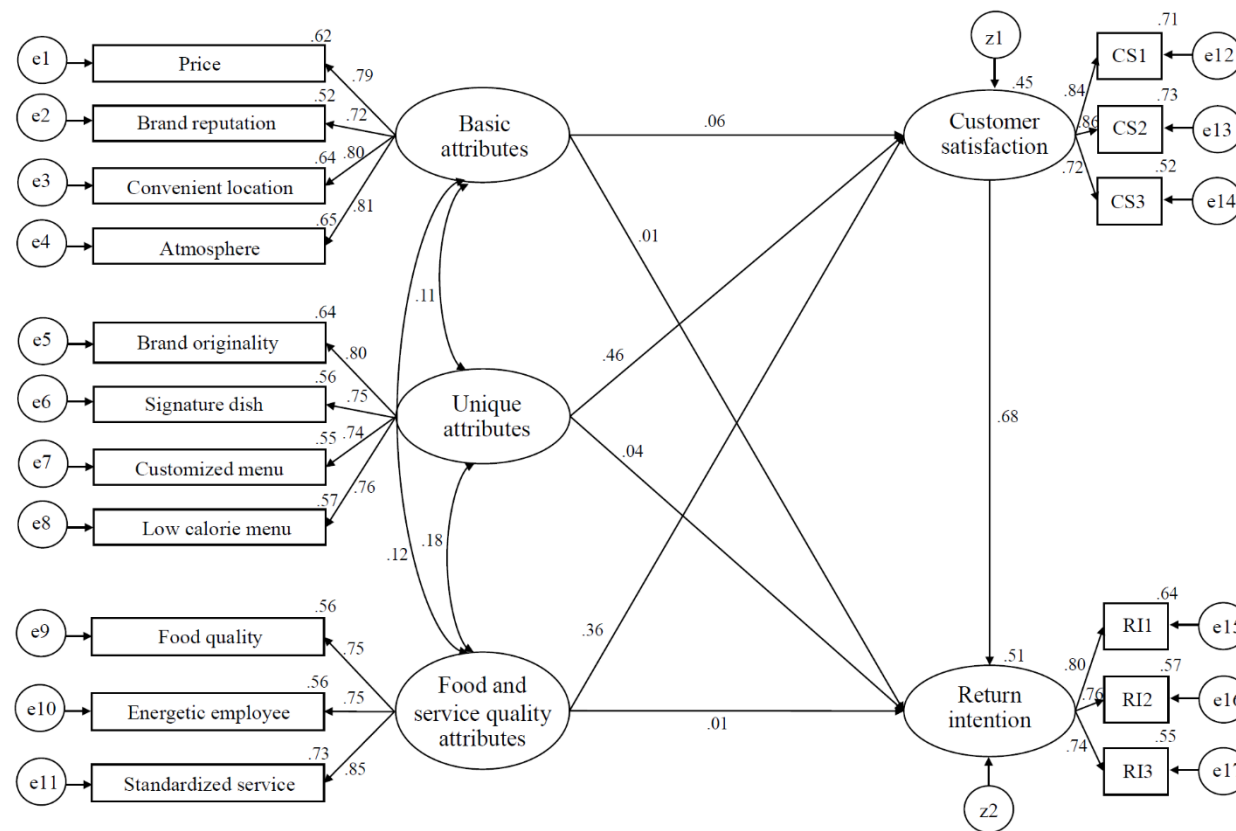 e1
.62
Price
.79
e2
.52
Brand reputation
.72
e3
.64
Convenient location
.80
e4
.65
Atmosphere
.81
Basic
attributes
.06
.01
.11
e5
.64
Brand originality
.80
e6
.56
Signature dish
.75
e7
.55
Customized menu
.74
e8
.57
Low calorie menu
.76
Unique
attributes
.46
.04
.12
.18
e9
.56
Food quality
.75
e10
.56
Energetic employee
.75
e11
.73
Standardized service
.85
Food and
service quality
attributes
.36
.01
z1
.45
Customer
satisfaction
.84
.86
.72
.71
CS1
e12
.73
CS2
e13
.52
CS3
e14
.68
.51
Return
intention
z2
.80
.76
.74
.64
RI1
e15
.57
RI2
e16
.55
RI3
e17